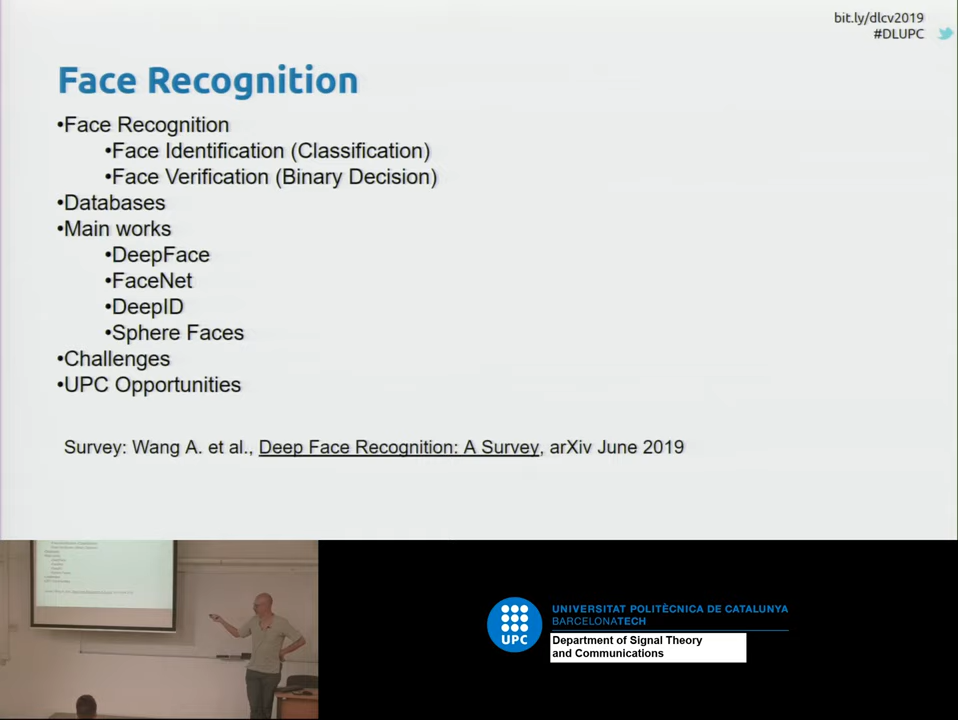 bit.ly/dlcv2019
#DLUPC
Face Recognition
•Face Recognition
•Face Identification (Classification)
•Face Verification (Binary Decision)
•Databases
•Main works
•DeepFace
•FaceNet
•DeepID
•Sphere Faces
•Challenges
•UPC Opportunities
Survey: Wang A. et al., Deep Face Recognition: A Survey, arXiv June 2019
UPC
UNIVERSITAT POLITÈCNICA DE CATALUNYA
BARCELONATECH
Department of Signal Theory
and Communications